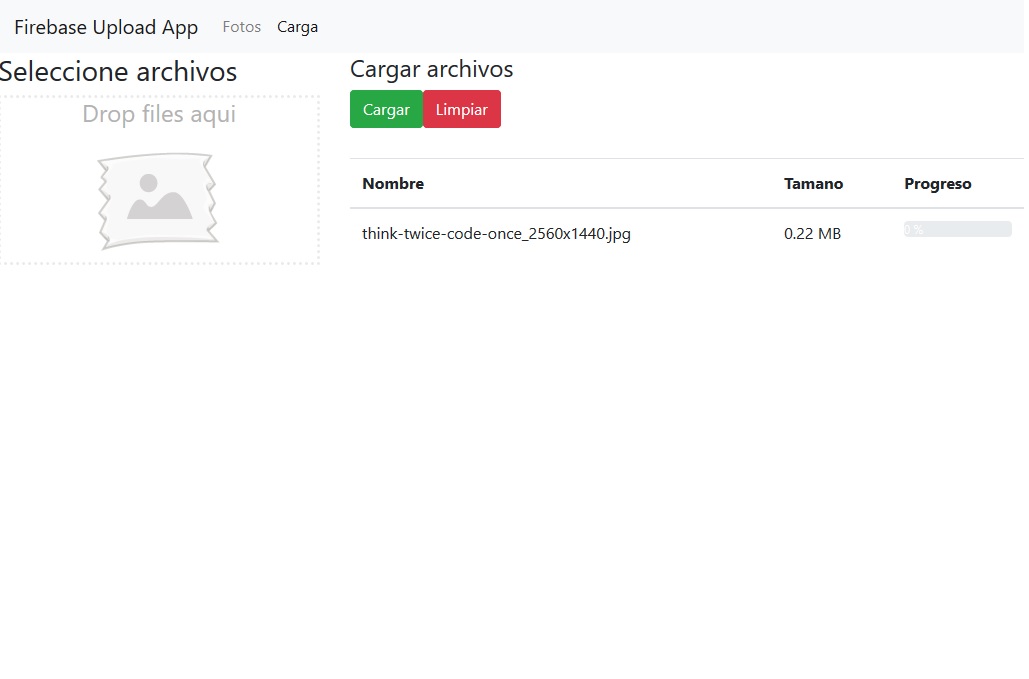 Firebase Upload App Fotos Carga
Seleccione archivos
Drop files aqui
Cargar archivos
Cargar Limpiar
Nombre Tamano Progreso
think-twice-code-once_2560x1440.jpg 0.22 MB 0 %